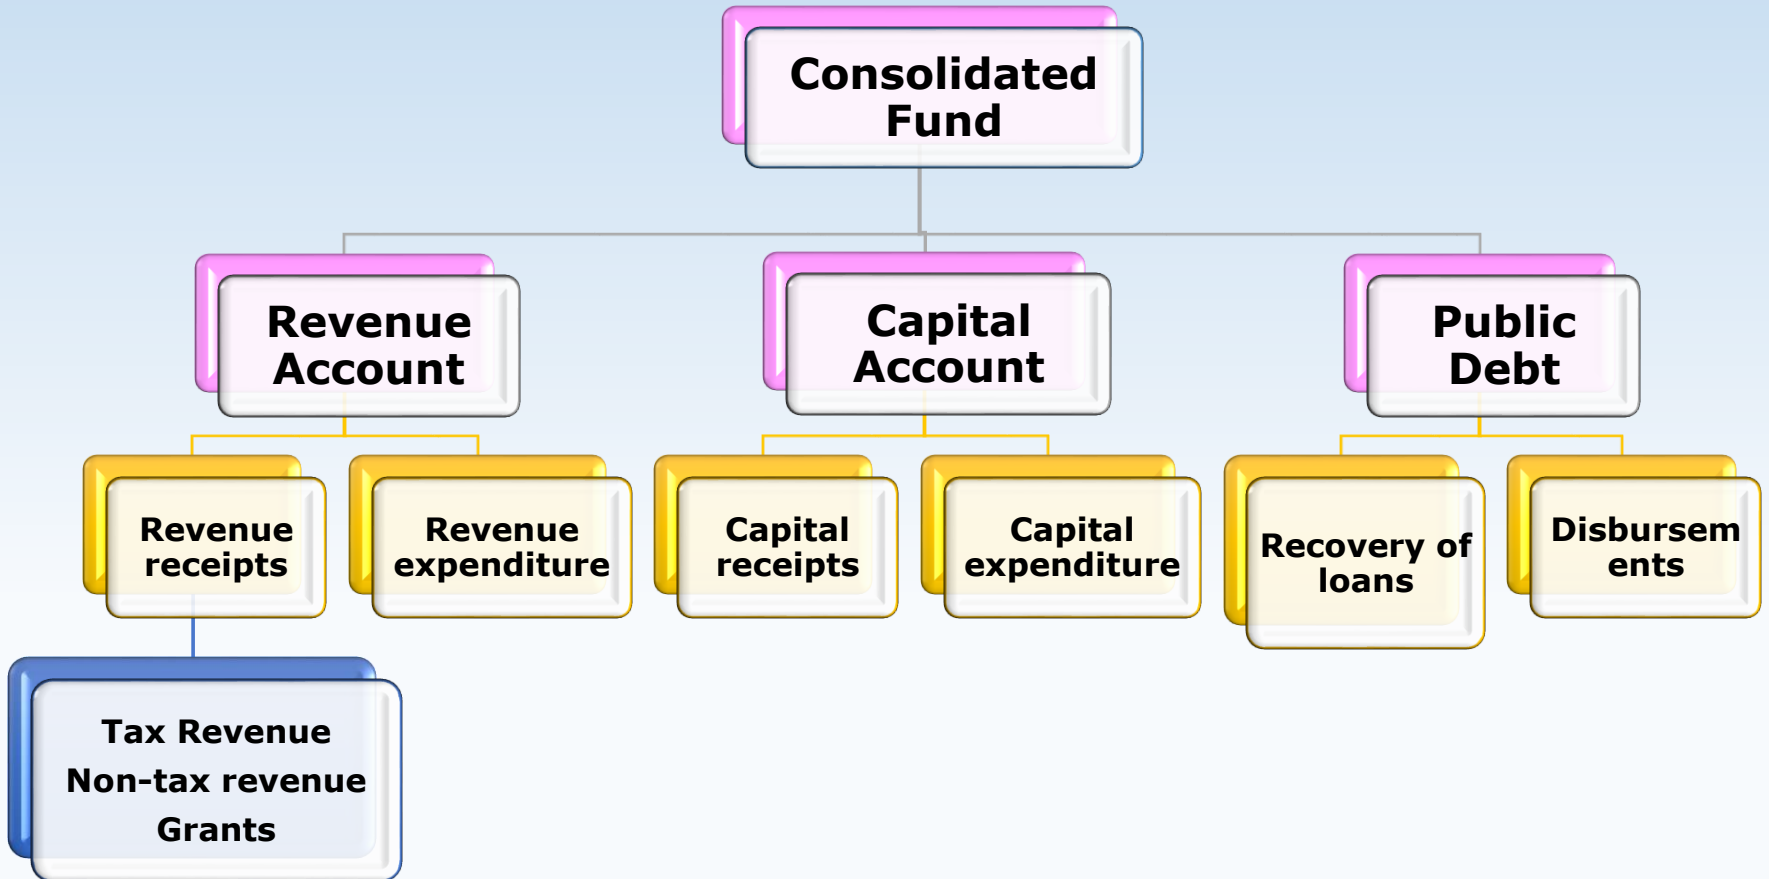 Consolidated
Fund
Revenue
Account
Capital
Account
Public
Debt
Revenue
receipts
Revenue
expenditure
Capital
receipts
Capital
expenditure
Recovery of
loans
Disbursem
ents
Tax Revenue
Non-tax revenue
Grants